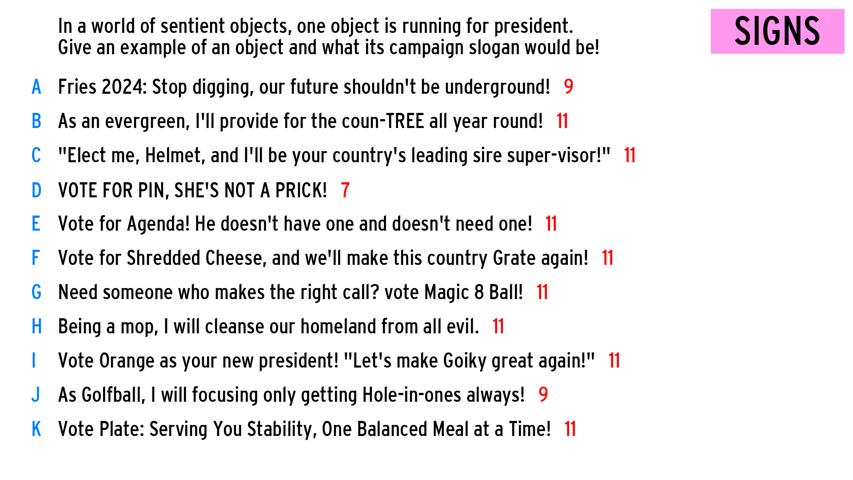 In a world of sentient objects, one object is running for president.
Give an example of an object and what its campaign slogan would be!
SIGNS
A Fries 2024: Stop digging, our future shouldn't be underground! 9
B As an evergreen, I'll provide for the coun-TREE all year round! 11
C "Elect me, Helmet, and I'll be your country's leading sire super-visor!" 11
D VOTE FOR PIN, SHE'S NOT A PRICK! 7
E Vote for Agenda! He doesn't have one and doesn't need one! 11
F Vote for Shredded Cheese, and we'll make this country Grate again! 11
G Need someone who makes the right call? vote Magic 8 Ball! 11
H Being a mop, I will cleanse our homeland from all evil. 11
I Vote Orange as your new president! "Let's make Goiky great again!" 11
J As Golfball, I will focusing only getting Hole-in-ones always! 9
K Vote Plate: Serving You Stability, One Balanced Meal at a Time! 11